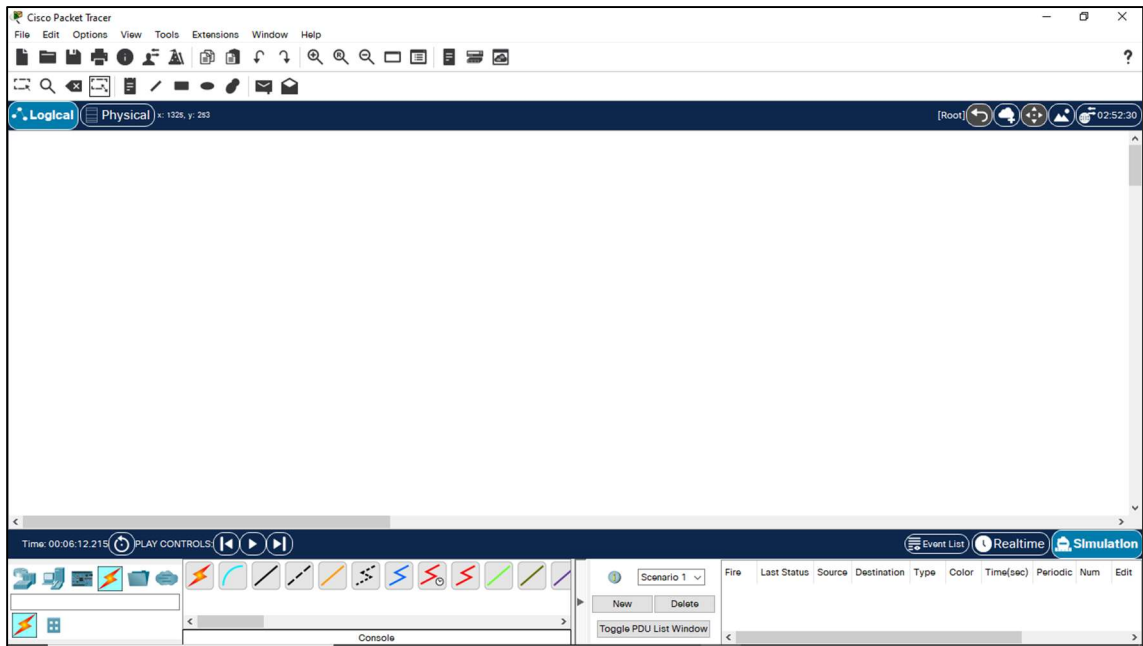 Cisco Packet Tracer
File Edit Options View Tools Extensions Window Help
?
Logical Physical x: 1325, y: 253 [Root] 02:52:30
Time: 00:06:12.215 PLAY CONTROLS: Event List Realtime Simulation
Scenario 1 Fire Last Status Source Destination Type Color Time(sec) Periodic Num Edit
New Delete
Toggle PDU List Window
Console